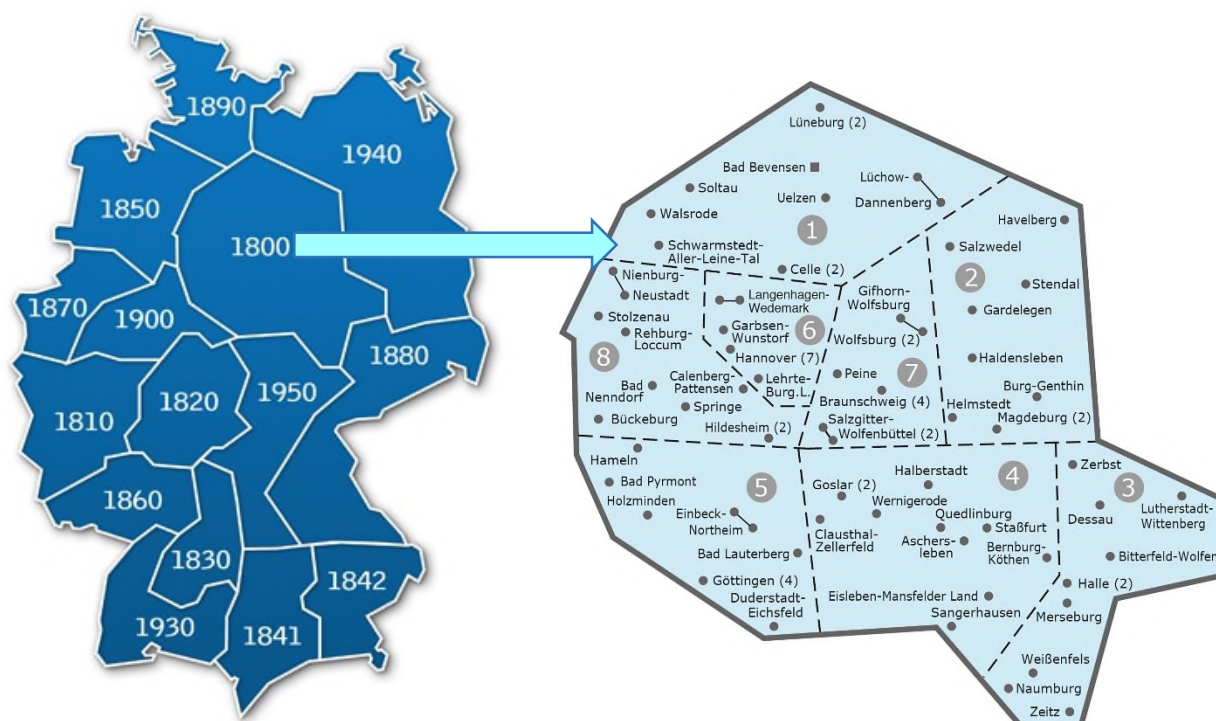 1890
1940
1850
1800
1870
1900
1880
1950
1820
1810
1860
1830
1842
1930
1841
Lüneburg (2)
Bad Bevensen
Soltau
Uelzen
Lüchow-
Dannenberg
Walsrode
1
Havelberg
Schwarmstedt-
Aller-Leine-Tal
Celle (2)
Salzwedel
2
Stendal
Gardelegen
Haldensleben
Burg-Genthin
Helmstedt
Magdeburg (2)
Nienburg-
Neustadt
Stolzenau
Rehburg-
Loccum
8
Bad
Nenndorf
Bückeburg
Calenberg-
Pattensen
Springe
Hildesheim (2)
Langenhagen-
Wedemark
Garbsen-
Wunstorf
6
Hannover (7)
Lehrte-
Burg.L.
Gifhorn-
Wolfsburg
Wolfsburg (2)
Peine
7
Braunschweig (4)
Salzgitter-
Wolfenbüttel (2)
Hameln
Bad Pyrmont
Holzminden
5
Einbeck-
Northeim
Bad Lauterberg
Göttingen (4)
Duderstadt-
Eichsfeld
Halberstadt
4
Goslar (2)
Wernigerode
Quedlinburg
Clausthal-
Zellerfeld
Aschers-
leben
Staßfurt
Bernburg-
Köthen
Eisleben-Mansfelder Land
Sangerhausen
Zerbst
3
Dessau
Lutherstadt-
Wittenberg
Bitterfeld-Wolfen
Halle (2)
Merseburg
Weißenfels
Naumburg
Zeitz